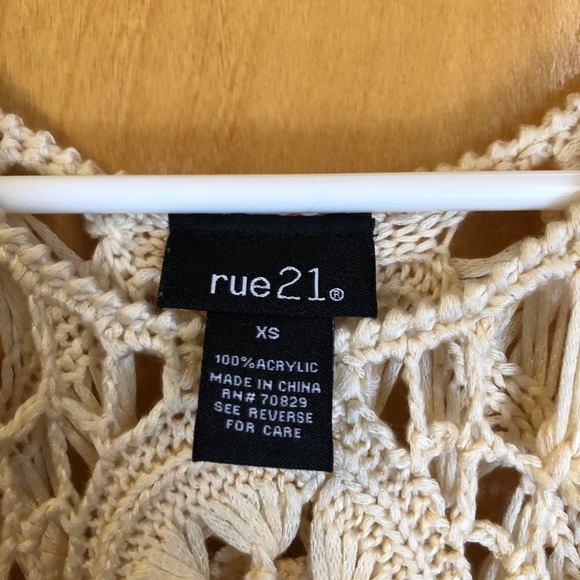 rue21®
XS
100% ACRYLIC
MADE IN CHINA
RN# 70829
SEE REVERSE
FOR CARE